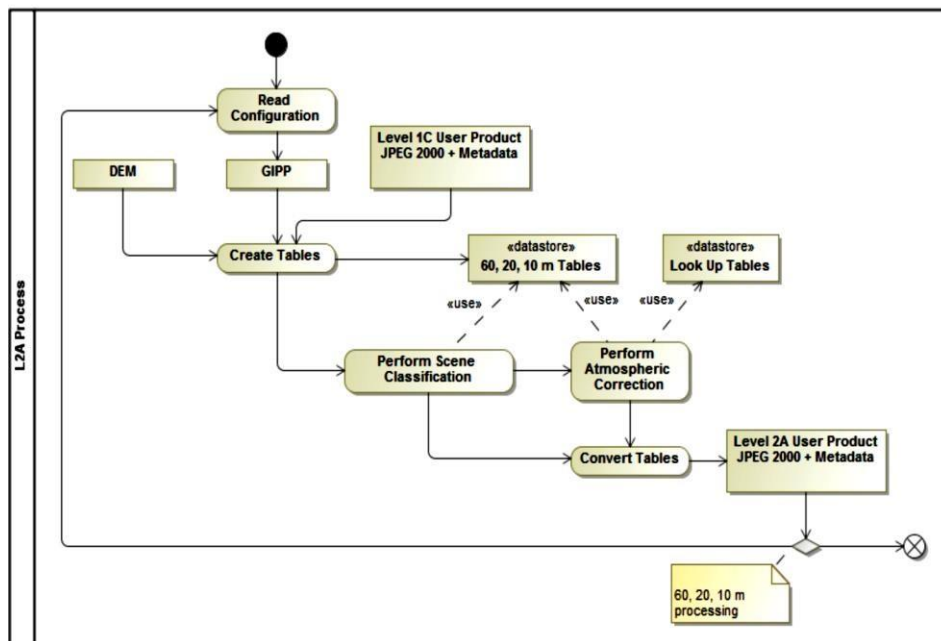 L2A Process
Read
Configuration
Level 1C User Product
JPEG 2000 + Metadata
DEM
GIPP
Create Tables
«datastore»
60, 20, 10 m Tables
«datastore»
Look Up Tables
«use»
«use»
«use»
Perform Scene
Classification
Perform
Atmospheric
Correction
Convert Tables
Level 2A User Product
JPEG 2000 + Metadata
60, 20, 10 m
processing